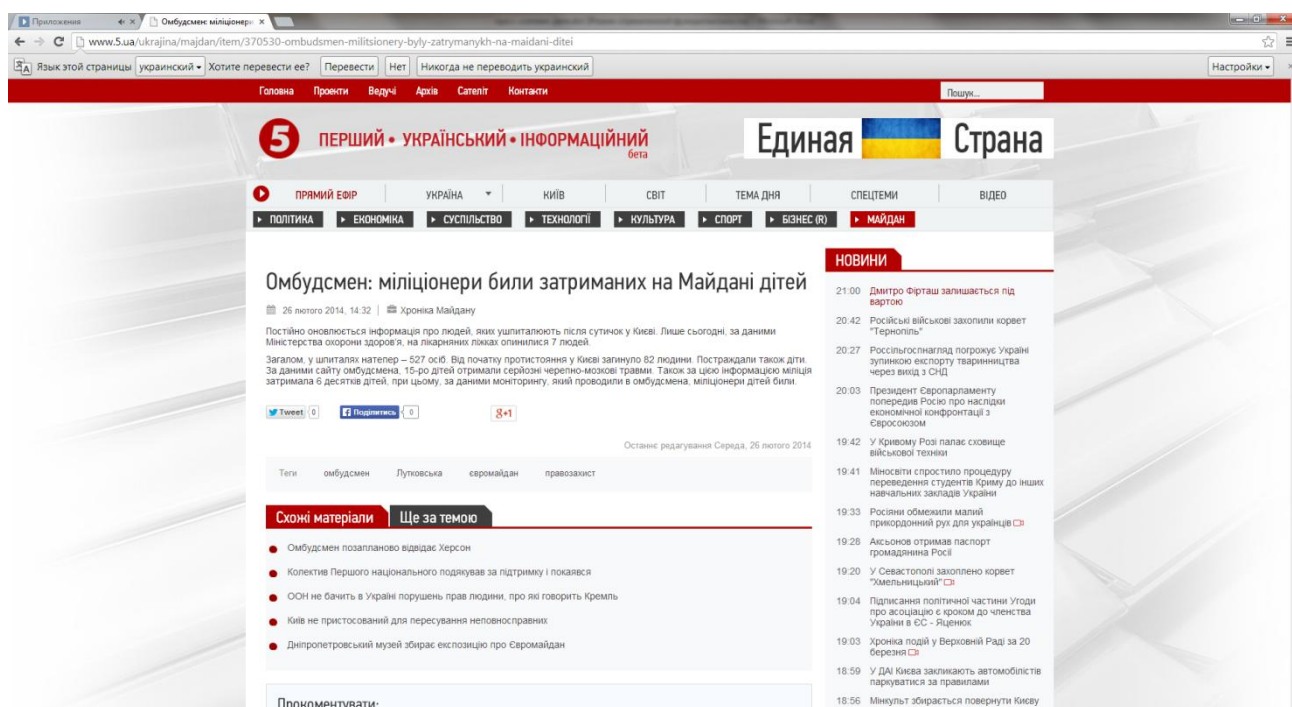 Приложения
Омбудсмен: міліціонери
www.5.ua/ukrajina/majdan/item/370530-ombudsmen-militsionery-byly-zatrymanykh-na-maidani-ditei
Язык этой страницы украинский Хотите перевести ее? Перевести Нет Никогда не переводить украинский Настройки
Головна Проекти Ведучі Архів Сателіт Контакти Пошук...
5 ПЕРШИЙ • УКРАЇНСЬКИЙ • ІНФОРМАЦІЙНИЙ
бета
Единая Страна
ПРЯМИЙ ЕФІР УКРАЇНА КИЇВ СВІТ ТЕМА ДНЯ СПЕЦТЕМИ ВІДЕО
ПОЛІТИКА ЕКОНОМІКА СУСПІЛЬСТВО ТЕХНОЛОГІЇ КУЛЬТУРА СПОРТ БІЗНЕС (R) МАЙДАН
Омбудсмен: міліціонери били затриманих на Майдані дітей
26 лютого 2014, 14:32 | Хроніка Майдану
Постійно оновлюється інформація про людей, яких ушпиталюють після сутичок у Києві. Лише сьогодні, за даними
Міністерства охорони здоров'я, на лікарняних ліжках опинилися 7 людей.
Загалом, у шпиталях натепер – 527 осіб. Від початку протистояння у Києві загинуло 82 людини. Постраждали також діти.
За даними сайту омбудсмена, 15-ро дітей отримали серйозні черепно-мозкові травми. Також за цією інформацією міліція
затримала 6 десятків дітей, при цьому, за даними моніторингу, який проводили в омбудсмена, міліціонери дітей били.
Tweet 0 Поділитись 0 g+1
Останнє редагування Середа, 26 лютого 2014
Теги омбудсмен Лутковська євромайдан правозахист
Схожі матеріали Ще за темою
Омбудсмен позапланово відвідає Херсон
Колектив Першого національного подякував за підтримку і покаявся
ООН не бачить в Україні порушень прав людини, про які говорить Кремль
Київ не пристосований для пересування неповносправних
Дніпропетровський музей збирає експозицію про Євромайдан
Прокоментувати:
НОВИНИ
21:00 Дмитро Фірташ залишається під
вартою
20:42 Російські військові захопили корвет
"Тернопіль"
20:27 Россільгоспнагляд погрожує Україні
зупинкою експорту тваринництва
через вихід з СНД
20:03 Президент Європарламенту
попередив Росію про наслідки
економічної конфронтації з
Євросоюзом
19:42 У Кривому Розі палає сховище
військової техніки
19:41 Міносвіти спростило процедуру
переведення студентів Криму до інших
навчальних закладів України
19:33 Росіяни обмежили малий
прикордонний рух для українців
19:28 Аксьонов отримав паспорт
громадянина Росії
19:20 У Севастополі захоплено корвет
"Хмельницький"
19:04 Підписання політичної частини Угоди
про асоціацію є кроком до членства
України в ЄС - Яценюк
19:03 Хроніка подій у Верховній Раді за 20
березня
18:59 У ДАІ Києва закликають автомобілістів
паркуватися за правилами
18:56 Мінкульт збирається повернути Києву